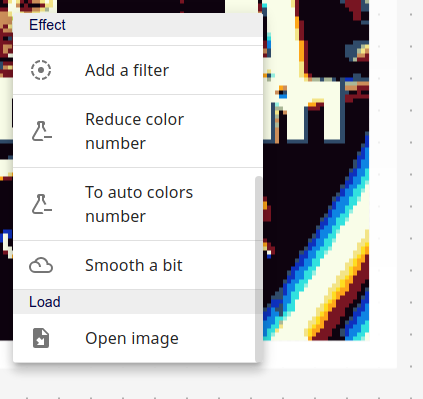 Effect
Add a filter
Reduce color
number
To auto colors
number
Smooth a bit
Load
Open image